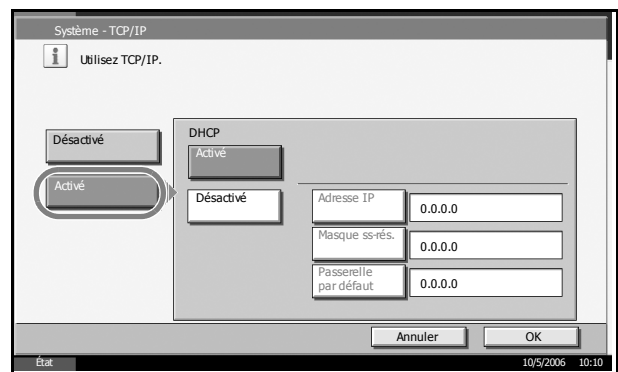 Système - TCP/IP
i Utilisez TCP/IP.
Désactivé
Activé
DHCP
Activé
Désactivé
Adresse IP 0.0.0.0
Masque ss-rés. 0.0.0.0
Passerelle
par défaut 0.0.0.0
Annuler OK
État 10/5/2006 10:10